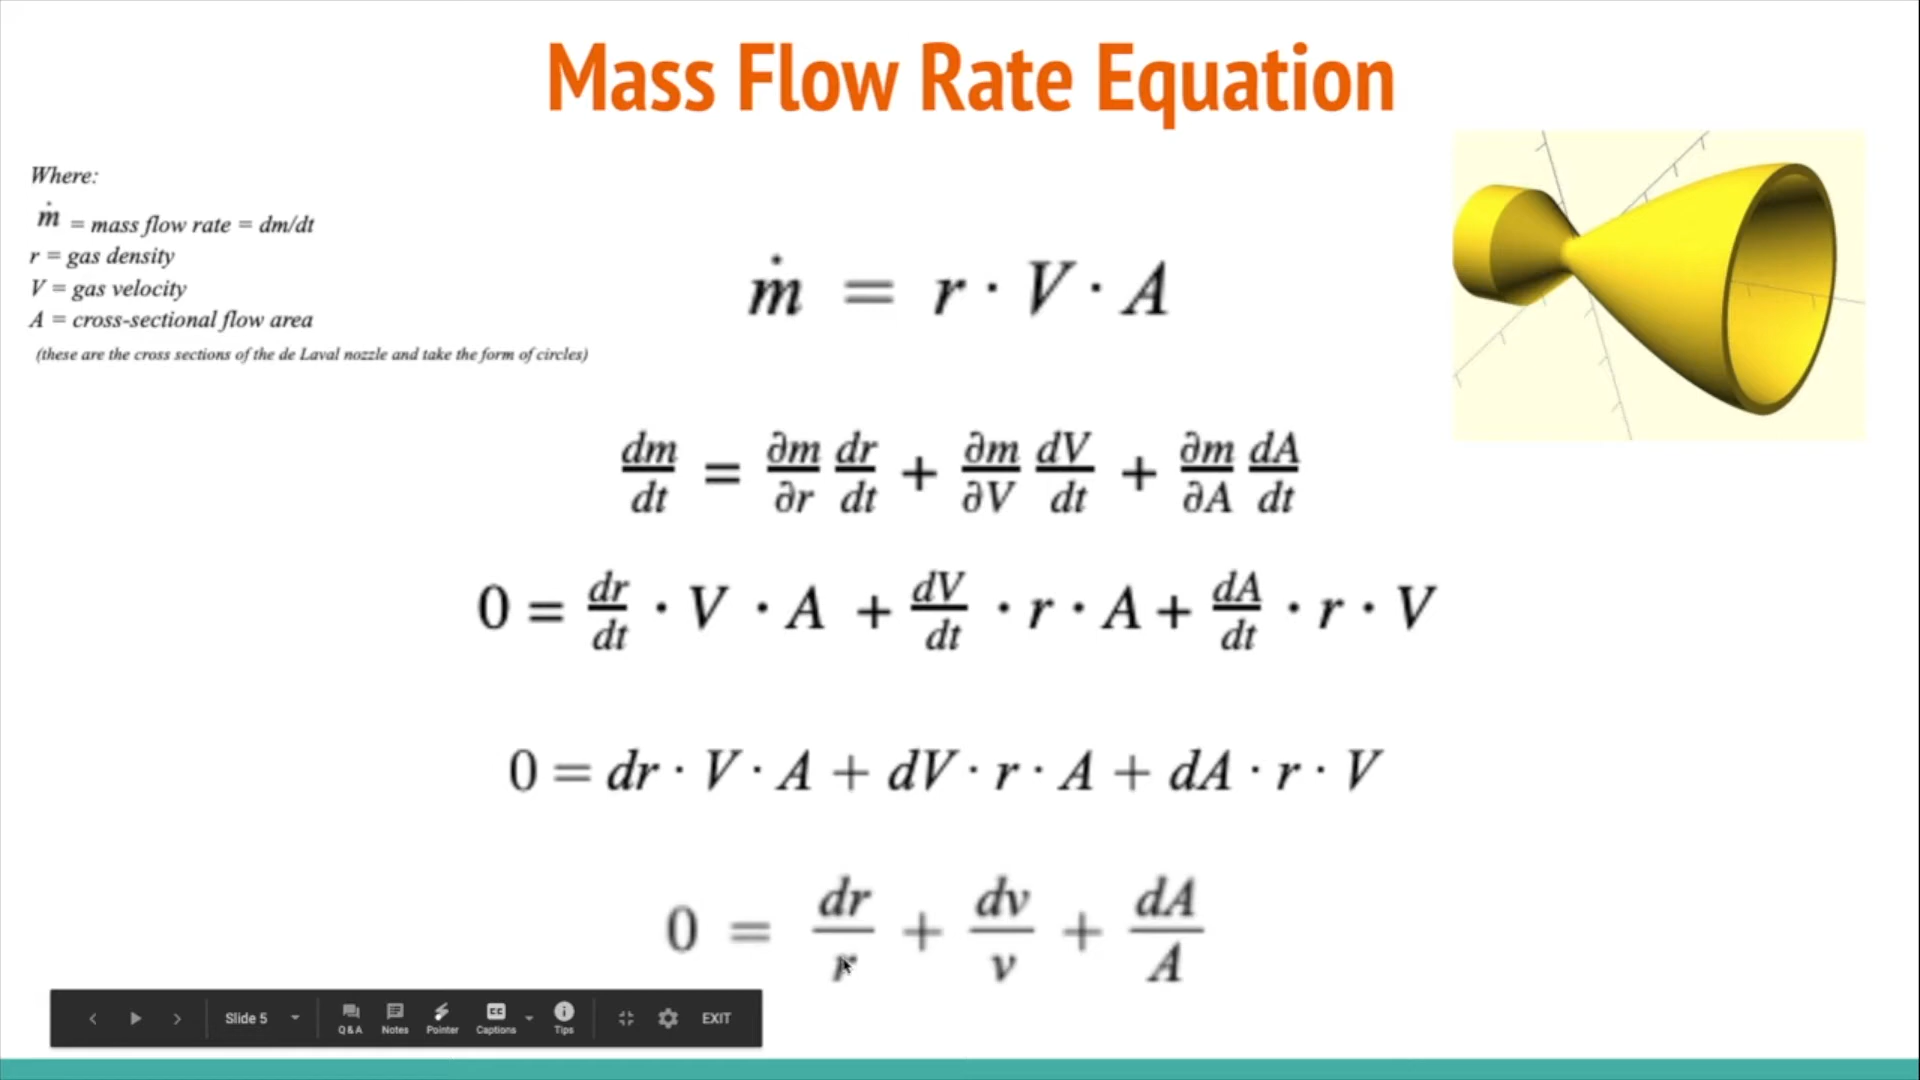 Mass Flow Rate Equation
Where:
ṁ = mass flow rate = dm/dt
r = gas density
V = gas velocity
A = cross-sectional flow area
(these are the cross sections of the de Laval nozzle and take the form of circles)
ṁ = r · V · A
dm/dt = ∂m/∂r dr/dt + ∂m/∂V dV/dt + ∂m/∂A dA/dt
0 = dr/dt · V · A + dV/dt · r · A + dA/dt · r · V
0 = dr · V · A + dV · r · A + dA · r · V
0 = dr/r + dv/v + dA/A
Slide 5
Q&A Notes Pointer Captions Tips
EXIT